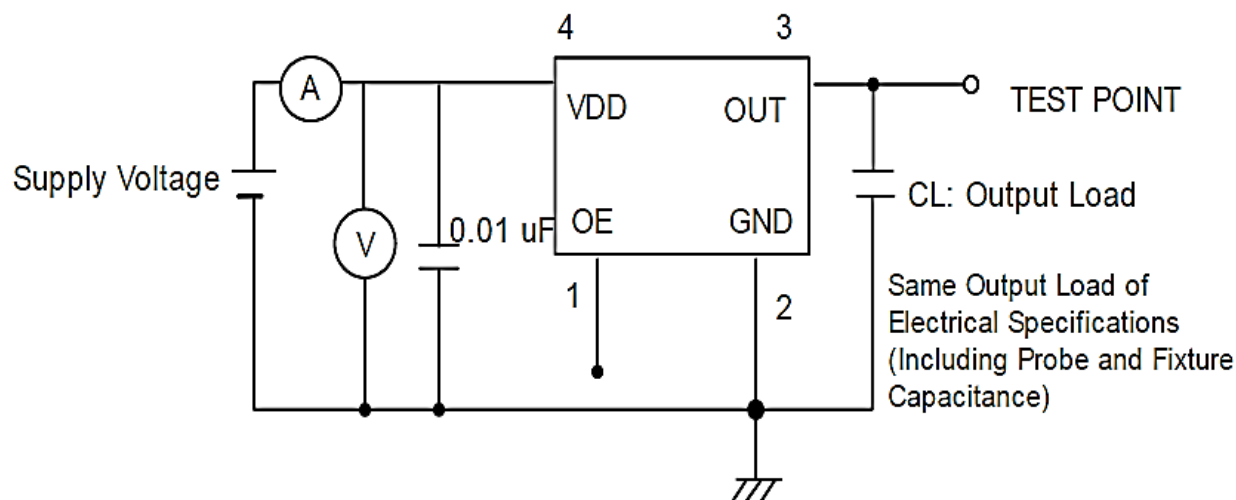 4
3
A
VDD
OUT
TEST POINT
Supply Voltage
CL: Output Load
V
0.01 uF
OE
GND
1
2
Same Output Load of
Electrical Specifications
(Including Probe and Fixture
Capacitance)